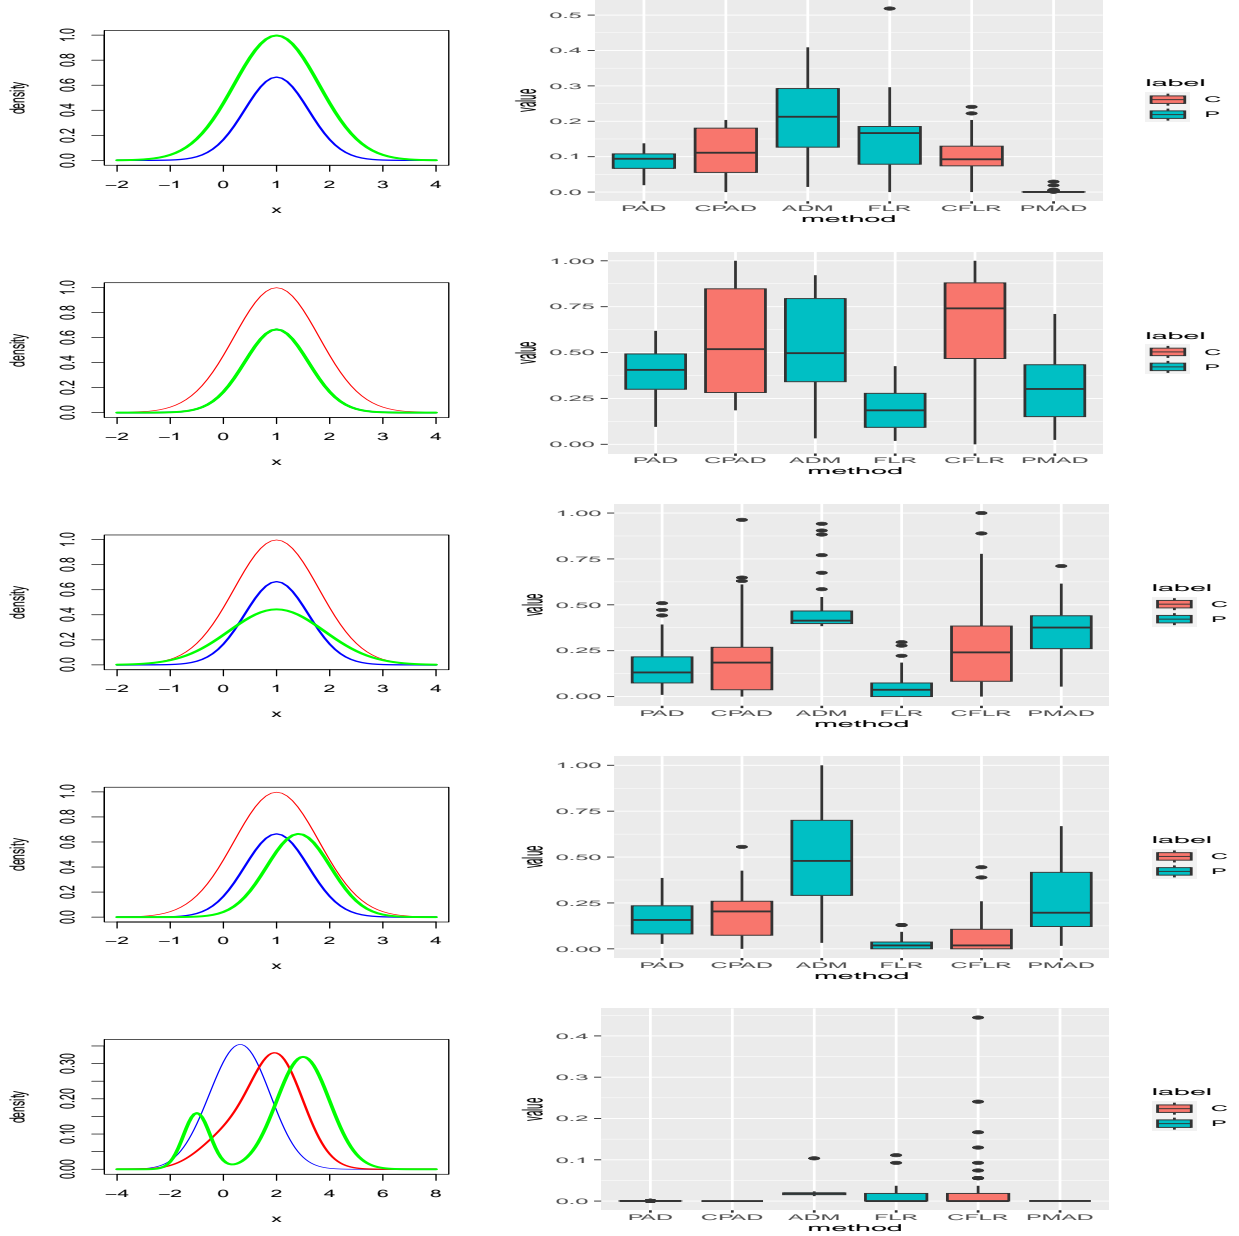 density
1.0
0.8
0.6
0.4
0.2
0.0
−2 −1 0 1 2 3 4
x
value
0.5
0.4
0.3
0.2
0.1
0.0
PAD CPAD ADM FLR CFLR PMAD
method
label
C
P
density
1.0
0.8
0.6
0.4
0.2
0.0
−2 −1 0 1 2 3 4
x
value
1.00
0.75
0.50
0.25
0.00
PAD CPAD ADM FLR CFLR PMAD
method
label
C
P
density
1.0
0.8
0.6
0.4
0.2
0.0
−2 −1 0 1 2 3 4
x
value
1.00
0.75
0.50
0.25
0.00
PAD CPAD ADM FLR CFLR PMAD
method
label
C
P
density
1.0
0.8
0.6
0.4
0.2
0.0
−2 −1 0 1 2 3 4
x
value
1.00
0.75
0.50
0.25
0.00
PAD CPAD ADM FLR CFLR PMAD
method
label
C
P
density
0.30
0.20
0.10
0.00
−4 −2 0 2 4 6 8
x
value
0.4
0.3
0.2
0.1
0.0
PAD CPAD ADM FLR CFLR PMAD
method
label
C
P